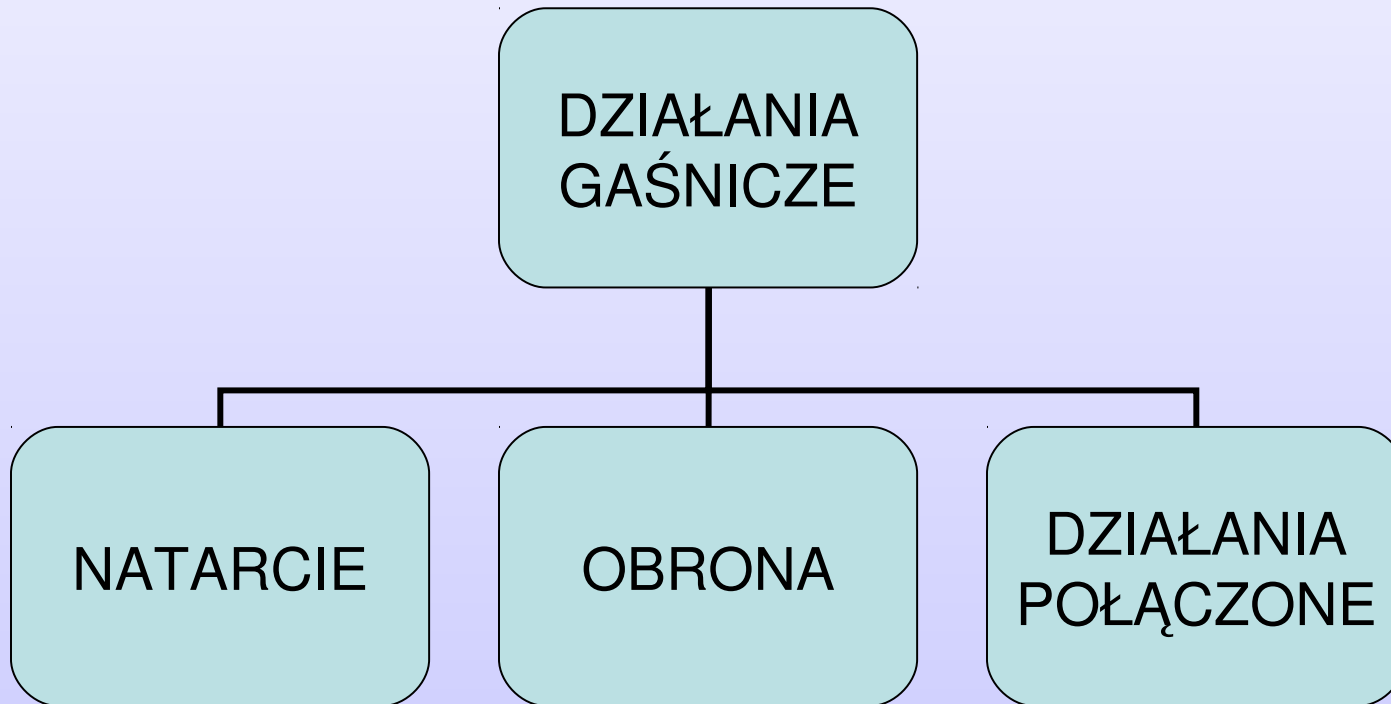 DZIAŁANIA
GAŚNICZE
NATARCIE
OBRONA
DZIAŁANIA
POŁĄCZONE